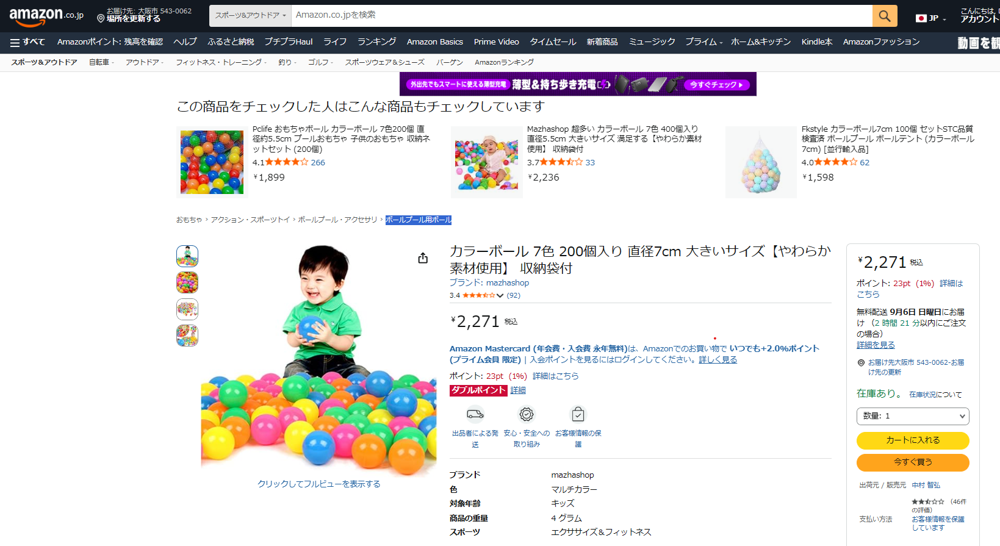 amazon.co.jp
お届け先: 大阪市 543-0062
場所を更新する
スポーツ&アウトドア
Amazon.co.jpを検索
JP
こんにちは,
アカウント
すべて
Amazonポイント: 残高を確認
ヘルプ
ふるさと納税
プチプラHaul
ライフ
ランキング
Amazon Basics
Prime Video
タイムセール
新着商品
ミュージック
プライム
ホーム&キッチン
Kindle本
Amazonファッション
動画を観
スポーツ&アウトドア
自転車
アウトドア
フィットネス・トレーニング
釣り
ゴルフ
スポーツウェア&シューズ
バーゲン
Amazonランキング
外出先でもスマートに使える薄型充電
薄型&持ち歩き充電
今すぐチェック
この商品をチェックした人はこんな商品もチェックしています
Pclife おもちゃボール カラーボール 7色200個 直
径約5.5cm プールおもちゃ 子供のおもちゃ 収納ネ
ットセット (200個)
4.1 266
¥1,899
Mazhashop 超多い カラーボール 7色 400個入り
直径5.5cm 大きいサイズ 満足する【やわらか素材
使用】 収納袋付
3.7 33
¥2,236
Fkstyle カラーボール7cm 100個 セットSTC品質
検査済 ボールプール ボールテント (カラーボール
7cm) [並行輸入品]
4.0 62
¥1,598
おもちゃ › アクション・スポーツトイ › ボールプール・アクセサリ › ボールプール用ボール
クリックしてフルビューを表示する
カラーボール 7色 200個入り 直径7cm 大きいサイズ【やわらか
素材使用】 収納袋付
ブランド: mazhashop
3.4 (92)
¥2,271 税込
Amazon Mastercard (年会費・入会費 永年無料)は、Amazonでのお買い物で いつでも+2.0%ポイント
(プライム会員 限定) | 入会ポイントを見るにはログインしてください。詳しく見る
ポイント: 23pt (1%) 詳細はこちら
ダブルポイント 詳細
出品者による発
送
安心・安全への
取り組み
お客様情報の保
護
ブランド mazhashop
色 マルチカラー
対象年齢 キッズ
商品の重量 4 グラム
スポーツ エクササイズ&フィットネス
¥2,271 税込
ポイント: 23pt (1%) 詳細は
こちら
無料配送 9月6日 日曜日にお届
け (2 時間 21 分以内にご注文
の場合)
詳細を見る
お届け先大阪市 543-0062-お届
け先の更新
在庫あり。 在庫状況について
数量: 1
カートに入れる
今すぐ買う
出荷元 / 販売元 中村 智弘
(46件
の評価)
支払い方法
お客様情報を保護
しています